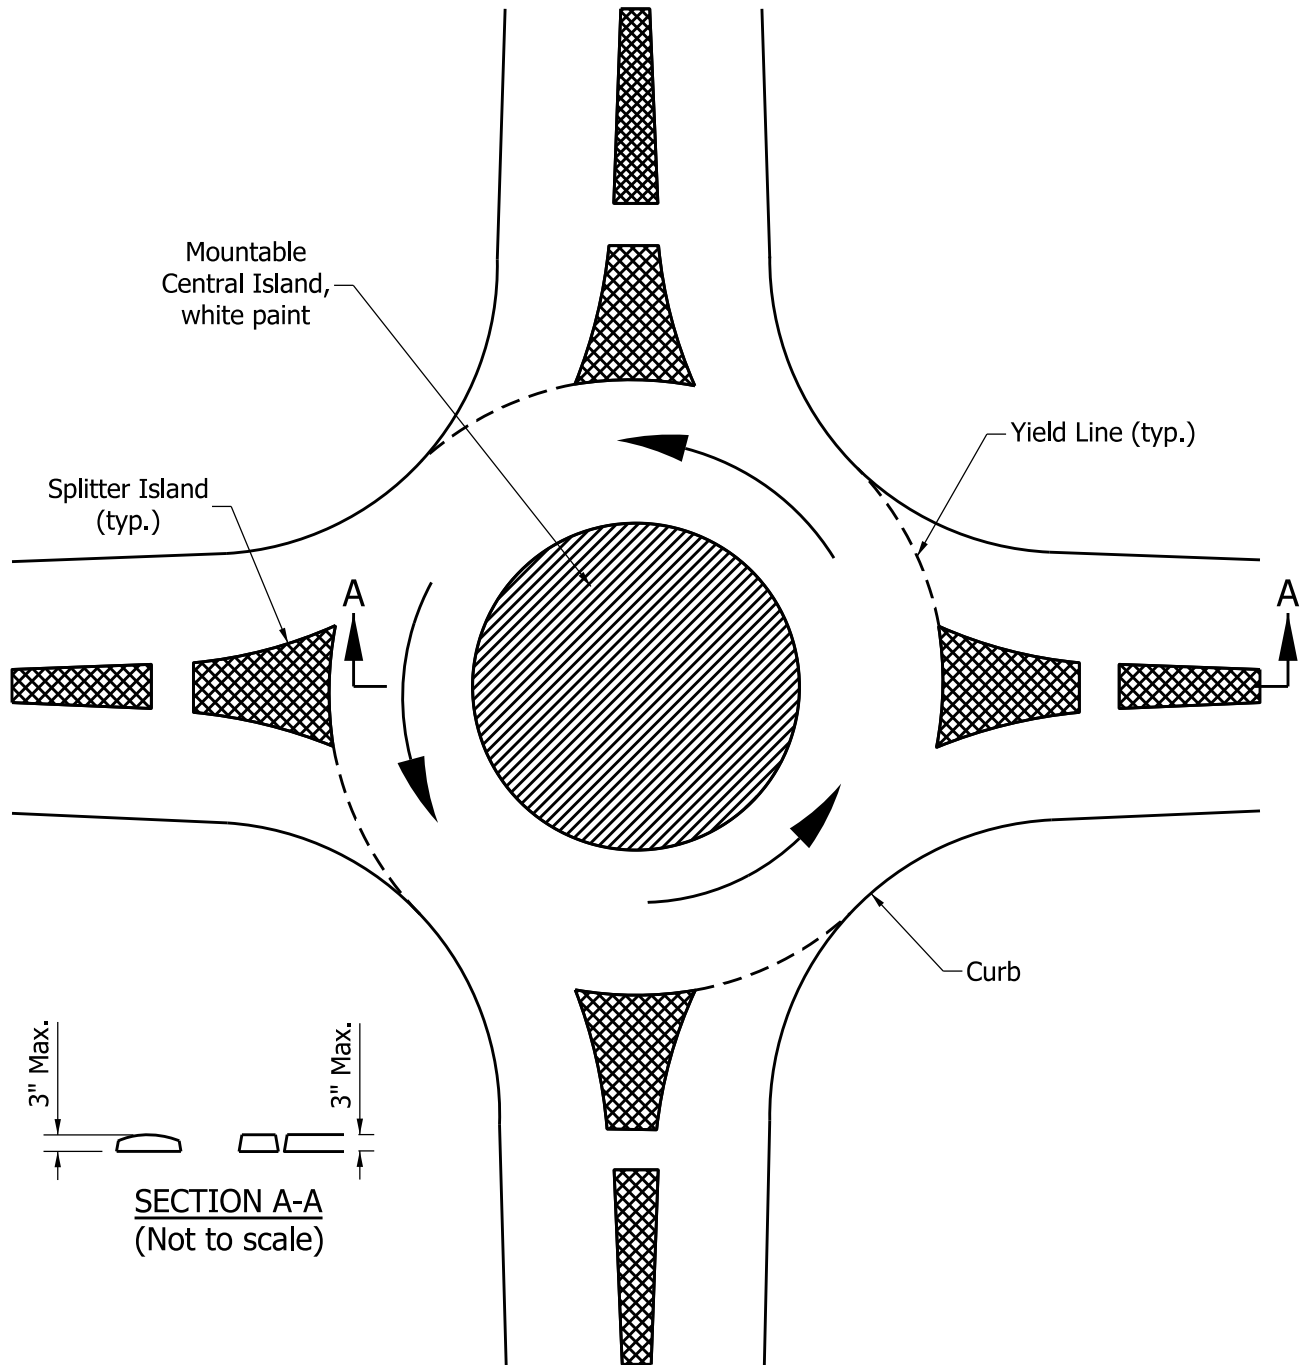 Mountable
Central Island,
white paint
Yield Line (typ.)
Splitter Island
(typ.)
A
A
Curb
3" Max.
3" Max.
SECTION A-A
(Not to scale)